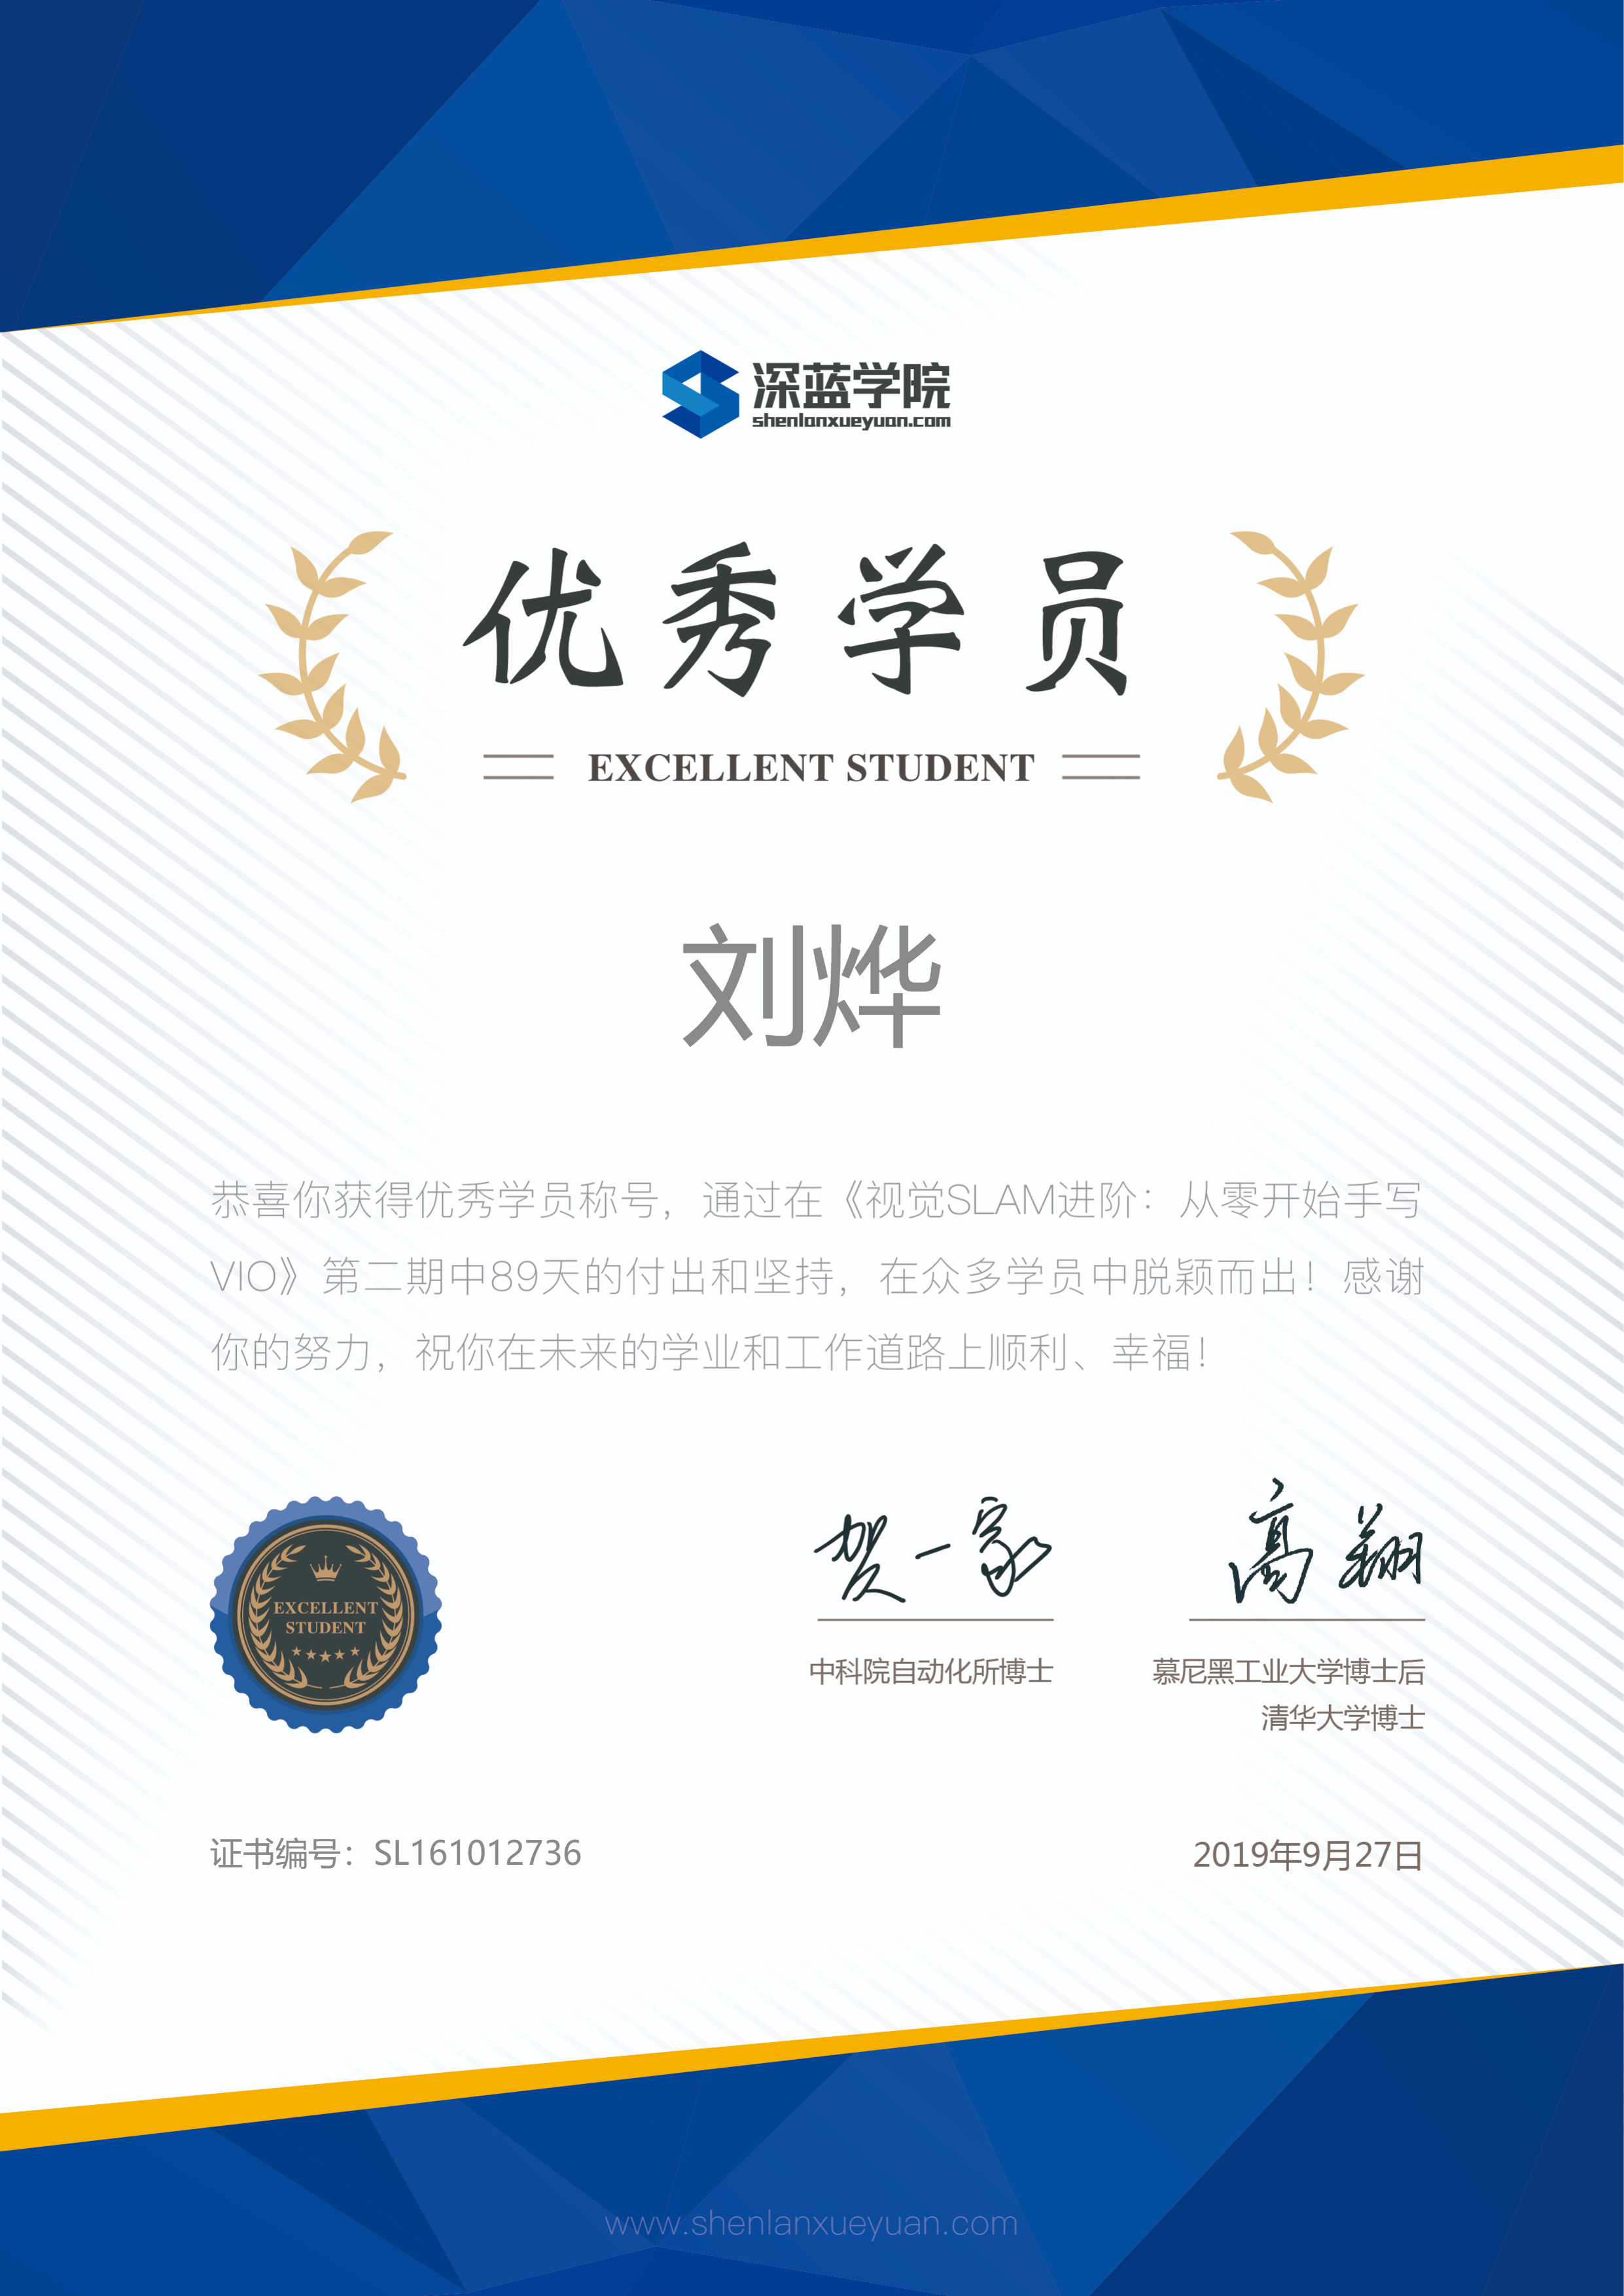 深蓝学院
shenlanxueyuan.com
优秀学员
EXCELLENT STUDENT
刘烨
恭喜你获得优秀学员称号，通过在《视觉SLAM进阶：从零开始手写
VIO》第二期中89天的付出和坚持，在众多学员中脱颖而出！感谢
你的努力，祝你在未来的学业和工作道路上顺利、幸福！
EXCELLENT
STUDENT
贺一家
高翔
中科院自动化所博士
慕尼黑工业大学博士后
清华大学博士
证书编号：SL161012736
2019年9月27日
www.shenlanxueyuan.com